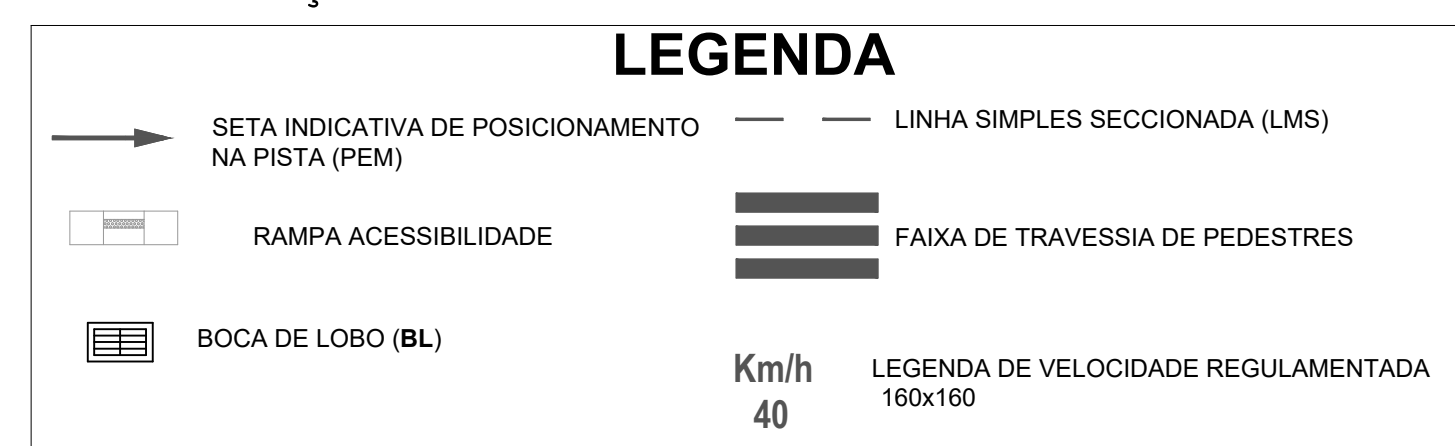 LEGENDA
SETA INDICATIVA DE POSICIONAMENTO
NA PISTA (PEM)
LINHA SIMPLES SECCIONADA (LMS)
RAMPA ACESSIBILIDADE
FAIXA DE TRAVESSIA DE PEDESTRES
BOCA DE LOBO (BL)
Km/h
40
LEGENDA DE VELOCIDADE REGULAMENTADA
160x160